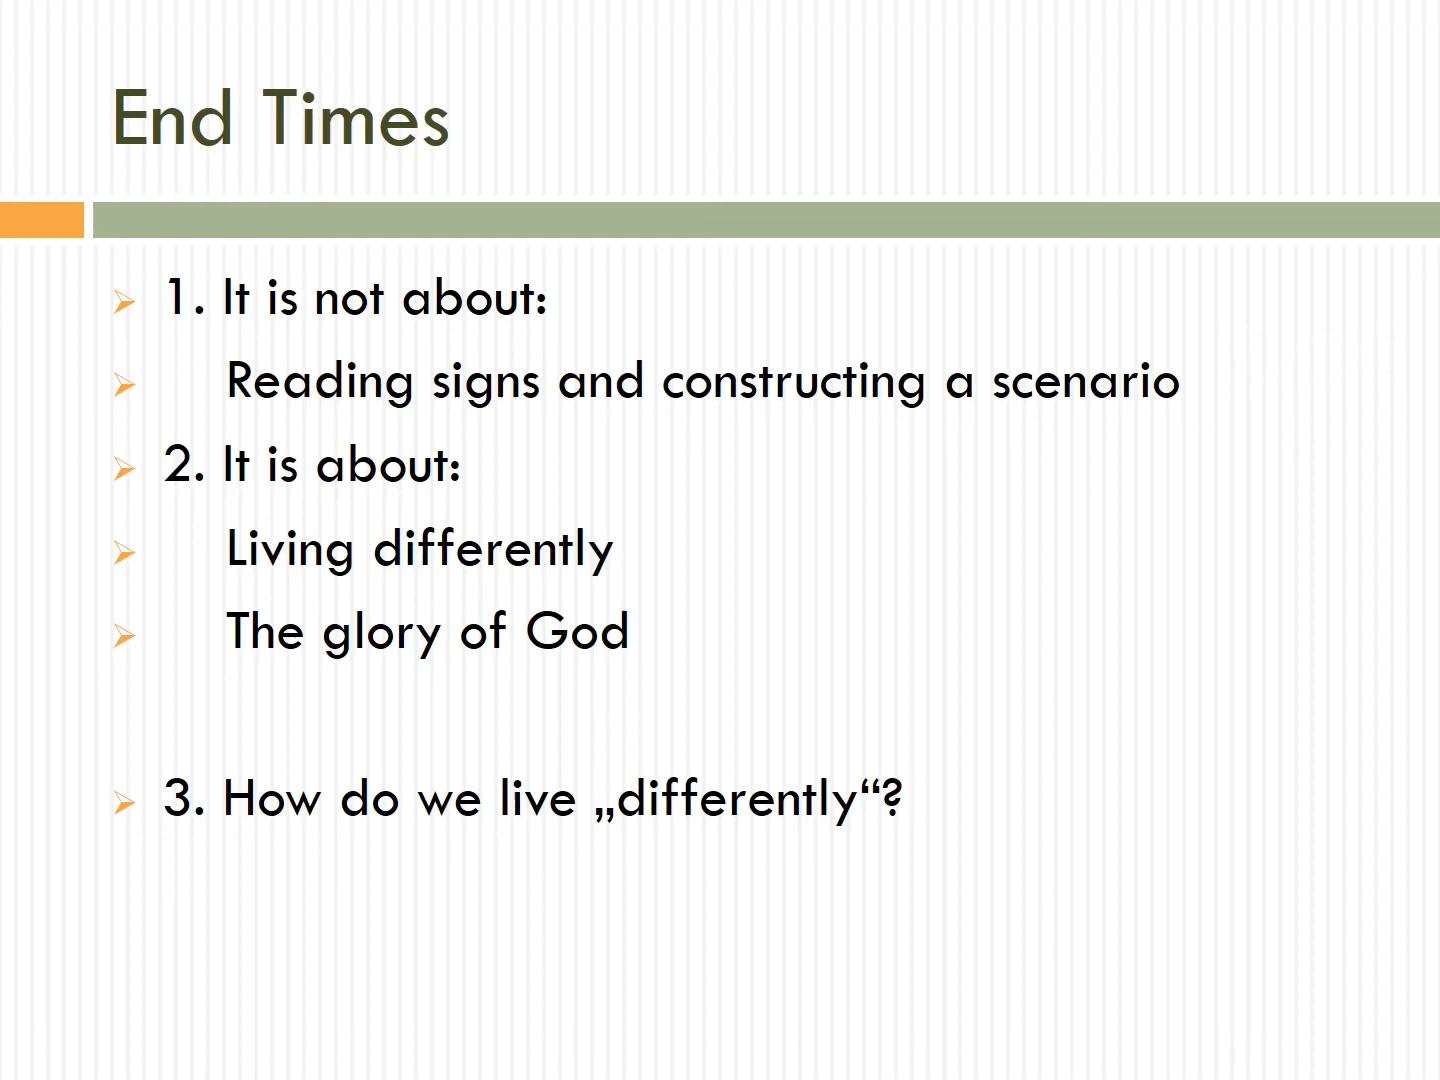 End Times
1. It is not about:
Reading signs and constructing a scenario
2. It is about:
Living differently
The glory of God
3. How do we live „differently“?